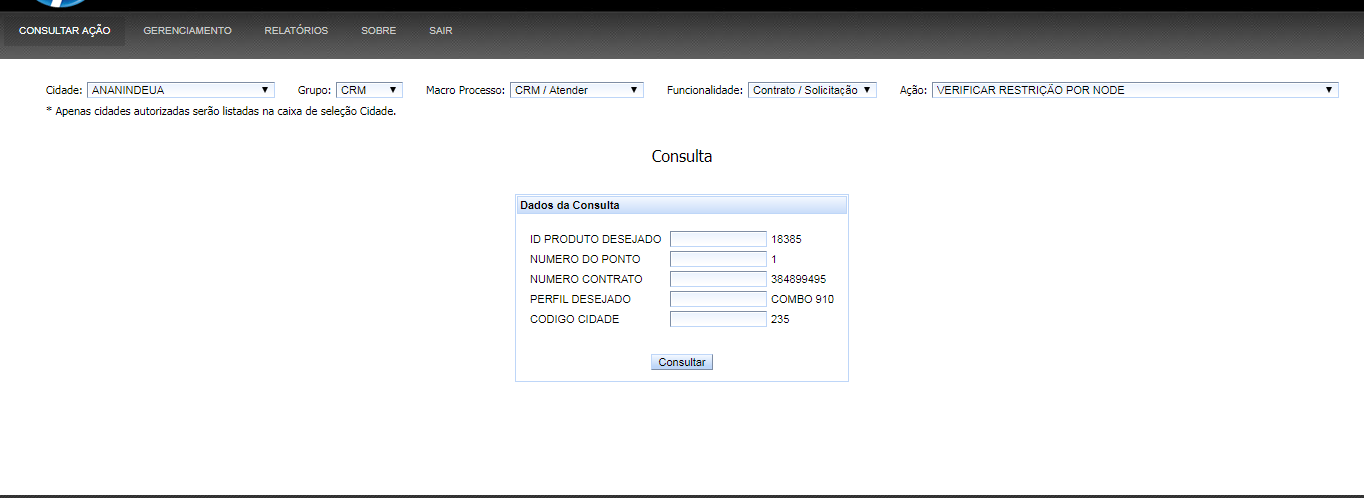 CONSULTAR AÇÃO GERENCIAMENTO RELATÓRIOS SOBRE SAIR
Cidade: ANANINDEUA Grupo: CRM Macro Processo: CRM / Atender Funcionalidade: Contrato / Solicitação Ação: VERIFICAR RESTRIÇÃO POR NODE
* Apenas cidades autorizadas serão listadas na caixa de seleção Cidade.
Consulta
Dados da Consulta
ID PRODUTO DESEJADO 18385
NUMERO DO PONTO 1
NUMERO CONTRATO 384899495
PERFIL DESEJADO COMBO 910
CODIGO CIDADE 235
Consultar